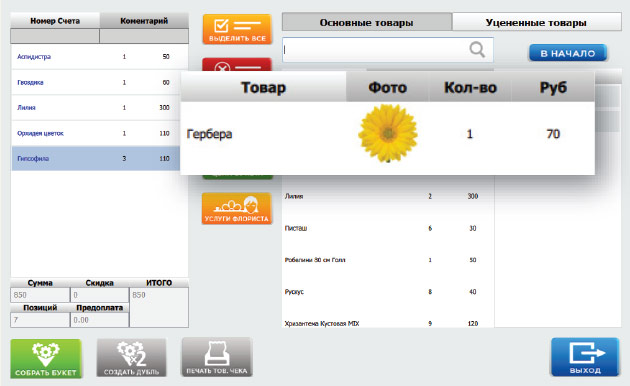 Номер Счета Коментарий
Аспидистра 1 50
Гвоздика 1 60
Лилия 1 300
Орхидея цветок 1 110
Гипсофила 3 110
Сумма Скидка ИТОГО
850 0 850
Позиций Предоплата
7 0.00
СОБРАТЬ БУКЕТ
СОЗДАТЬ ДУБЛЬ
ПЕЧАТЬ ТОВ. ЧЕКА
ВЫДЕЛИТЬ ВСЕ
УСЛУГИ ФЛОРИСТА
Основные товары Уцененные товары
В НАЧАЛО
Товар Фото Кол-во Руб
Гербера 1 70
Лилия 2 300
Писташ 6 30
Робелини 80 см Голл 1 50
Рускус 8 40
Хризантема Кустовая MIX 9 120
ВЫХОД